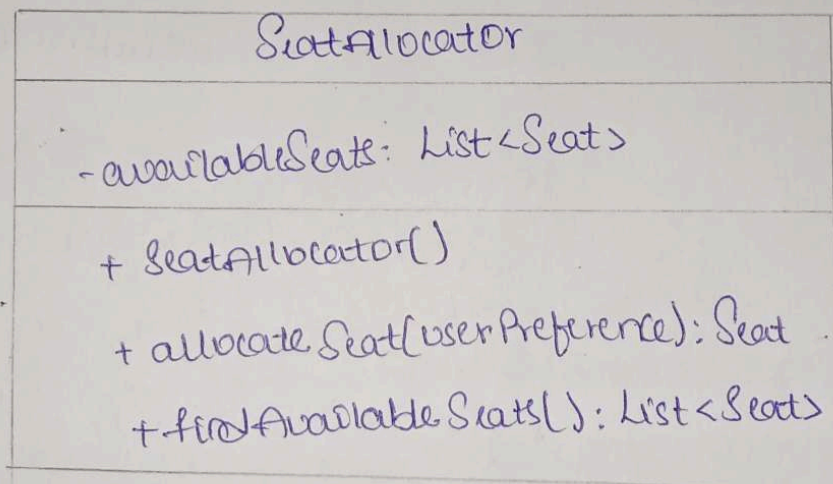 SeatAllocator
- availableSeats: List<Seat>
+ SeatAllocator()
+ allocateSeat(userPreference): Seat
+ findAvailableSeats(): List<Seat>